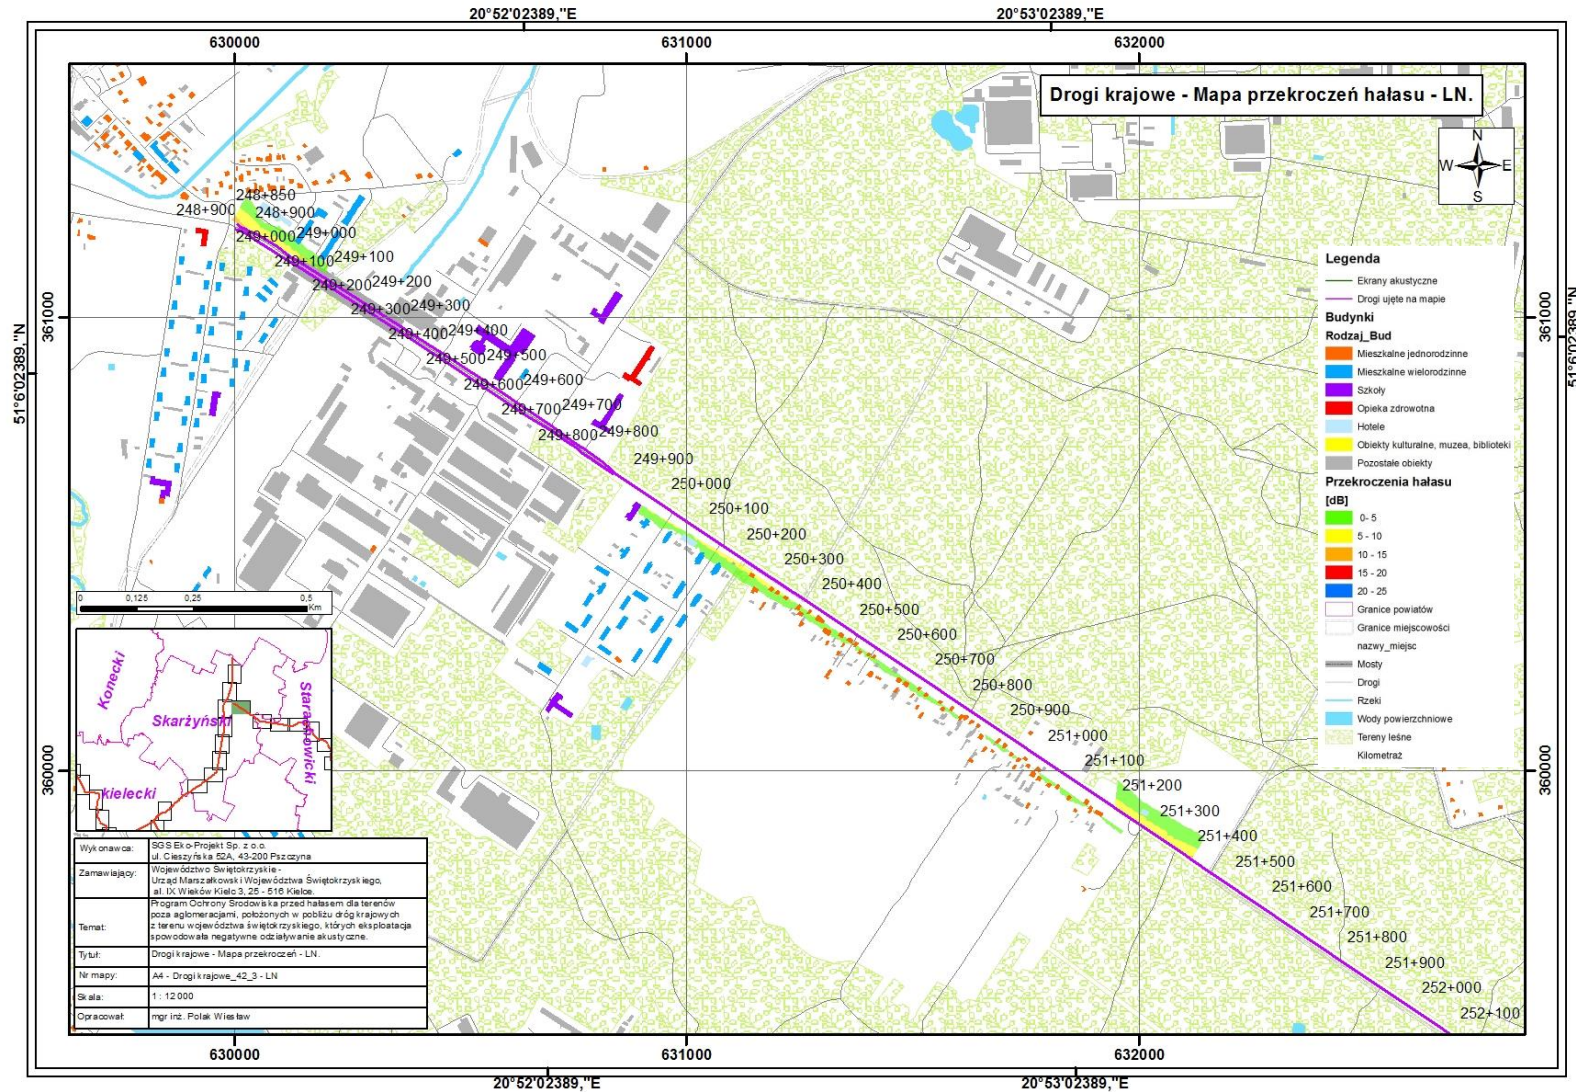 20°52'02389,"E
20°53'02389,"E
630000
631000
632000
Drogi krajowe - Mapa przekroczeń hałasu - LN.
N
W
E
S
361000
361000
360000
360000
51°6'02389,"N
51°6'02389,"N
248+850
248+900
248+900
249+000
249+000
249+100
249+100
249+200
249+200
249+300
249+300
249+400
249+400
249+500
249+500
249+600
249+600
249+700
249+700
249+800
249+800
249+900
250+000
250+100
250+200
250+300
250+400
250+500
250+600
250+700
250+800
250+900
251+000
251+100
251+200
251+300
251+400
251+500
251+600
251+700
251+800
251+900
252+000
252+100
Legenda
Ekrany akustyczne
Drogi ujęte na mapie
Budynki
Rodzaj_Bud
Mieszkalne jednorodzinne
Mieszkalne wielorodzinne
Szkoły
Opieka zdrowotna
Hotele
Obiekty kulturalne, muzea, biblioteki
Pozostałe obiekty
Przekroczenia hałasu
[dB]
0- 5
5 - 10
10 - 15
15 - 20
20 - 25
Granice powiatów
Granice miejscowości
nazwy_miejsc
Mosty
Drogi
Rzeki
Wody powierzchniowe
Tereny leśne
Kilometraż
0 0,125 0,25 0,5
Km
Konecki
Skarżyński
Starachowicki
kielecki
Wykonawca: SGS Eko-Projekt Sp. z o.o.
ul. Cieszyńska 52A, 43-200 Pszczyna
Zamawiający: Województwo Świętokrzyskie -
Urząd Marszałkowski Województwa Świętokrzyskiego,
al. IX Wieków Kielc 3, 25 - 516 Kielce.
Temat: Program Ochrony Środowiska przed hałasem dla terenów
poza aglomeracjami, położonych w pobliżu dróg krajowych
z terenu województwa świętokrzyskiego, których eksploatacja
spowodowała negatywne odziaływanie akustyczne.
Tytuł: Drogi krajowe - Mapa przekroczeń - LN.
Nr mapy: A4 - Drogi krajowe_42_3 - LN
Skala: 1 : 12 000
Opracował: mgr inż. Polak Wiesław
630000
631000
632000
20°52'02389,"E
20°53'02389,"E